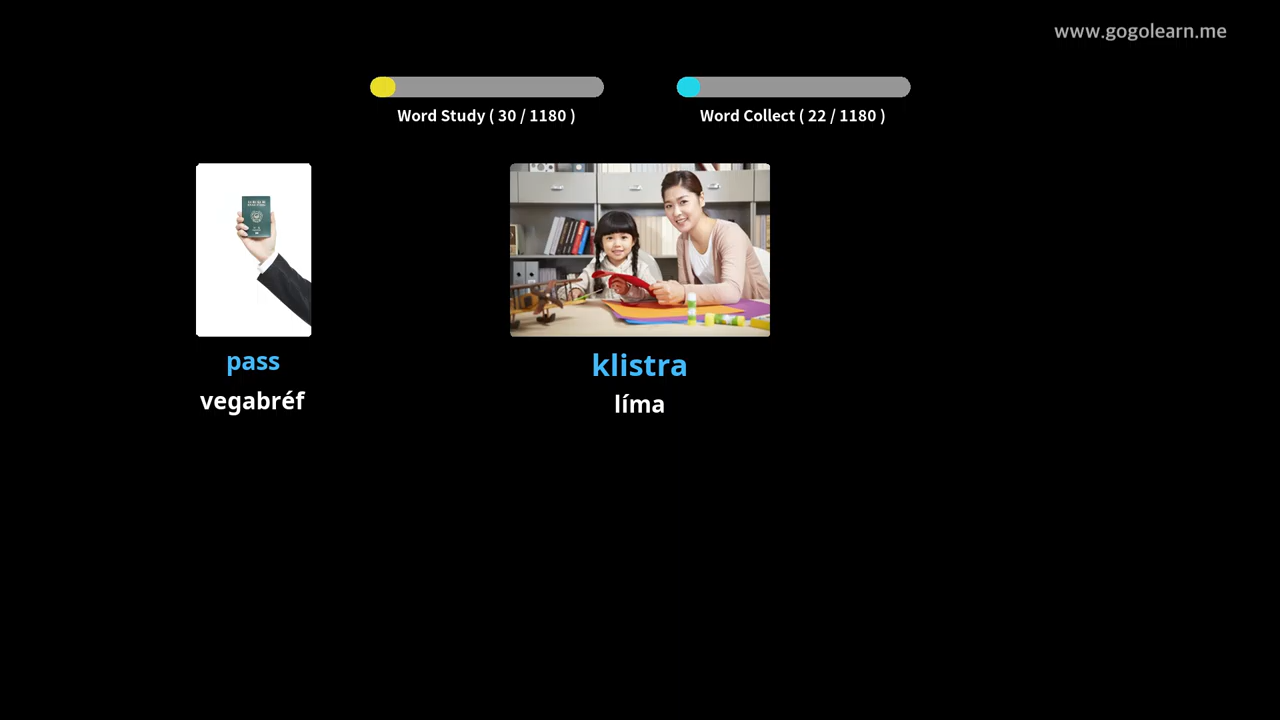 www.gogolearn.me
Word Study ( 30 / 1180 )
Word Collect ( 22 / 1180 )
pass
vegabréf
klistra
líma